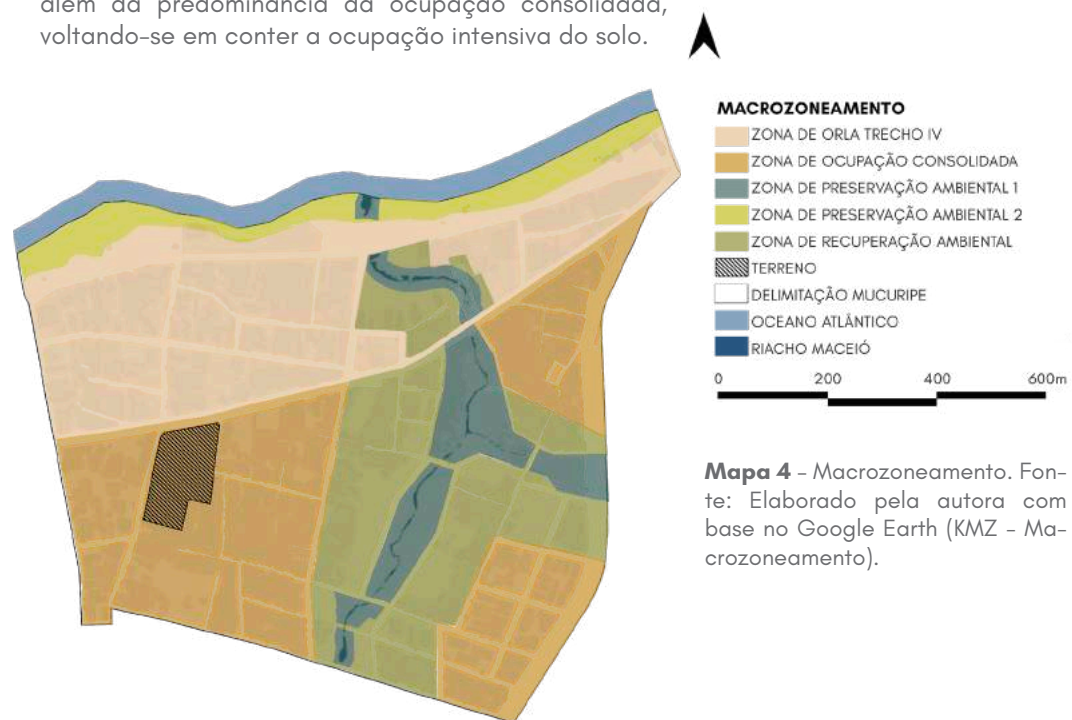 além da predominância da ocupação consolidada,
voltando-se em conter a ocupação intensiva do solo.
MACROZONEAMENTO
ZONA DE ORLA TRECHO IV
ZONA DE OCUPAÇÃO CONSOLIDADA
ZONA DE PRESERVAÇÃO AMBIENTAL 1
ZONA DE PRESERVAÇÃO AMBIENTAL 2
ZONA DE RECUPERAÇÃO AMBIENTAL
TERRENO
DELIMITAÇÃO MUCURIPE
OCEANO ATLÂNTICO
RIACHO MACEIÓ
0 200 400 600m
Mapa 4 - Macrozoneamento. Fon-
te: Elaborado pela autora com
base no Google Earth (KMZ - Ma-
crozoneamento).